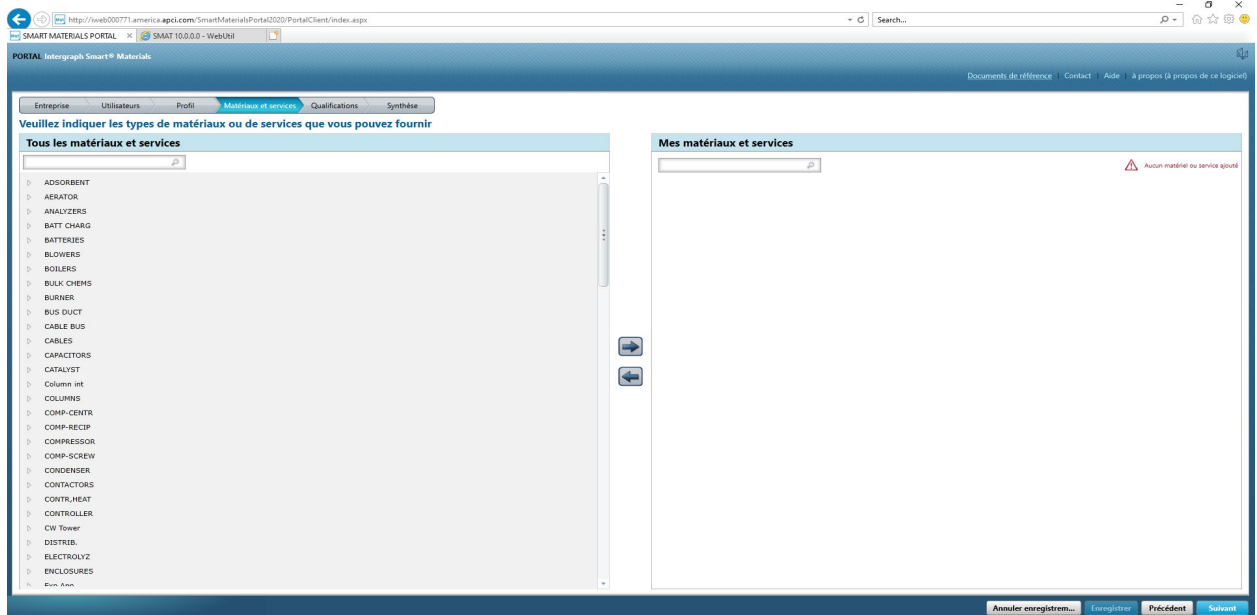 http://iweb000771.america.apci.com/SmartMaterialsPortal2020/PortalClient/index.aspx
Search...
SMART MATERIALS PORTAL
SMAT 10.0.0.0 - WebUtil
PORTAL Intergraph Smart® Materials
Documents de référence Contact Aide à propos (à propos de ce logiciel)
Entreprise Utilisateurs Profil Matériaux et services Qualifications Synthèse
Veuillez indiquer les types de matériaux ou de services que vous pouvez fournir
Tous les matériaux et services
Mes matériaux et services
Aucun matériel ou service ajouté
ADSORBENT
AERATOR
ANALYZERS
BATT CHARG
BATTERIES
BLOWERS
BOILERS
BULK CHEMS
BURNER
BUS DUCT
CABLE BUS
CABLES
CAPACITORS
CATALYST
Column int
COLUMNS
COMP-CENTR
COMP-RECIP
COMPRESSOR
COMP-SCREW
CONDENSER
CONTACTORS
CONTR,HEAT
CONTROLLER
CW Tower
DISTRIB.
ELECTROLYZ
ENCLOSURES
Annuler enregistrem... Enregistrer Précédent Suivant